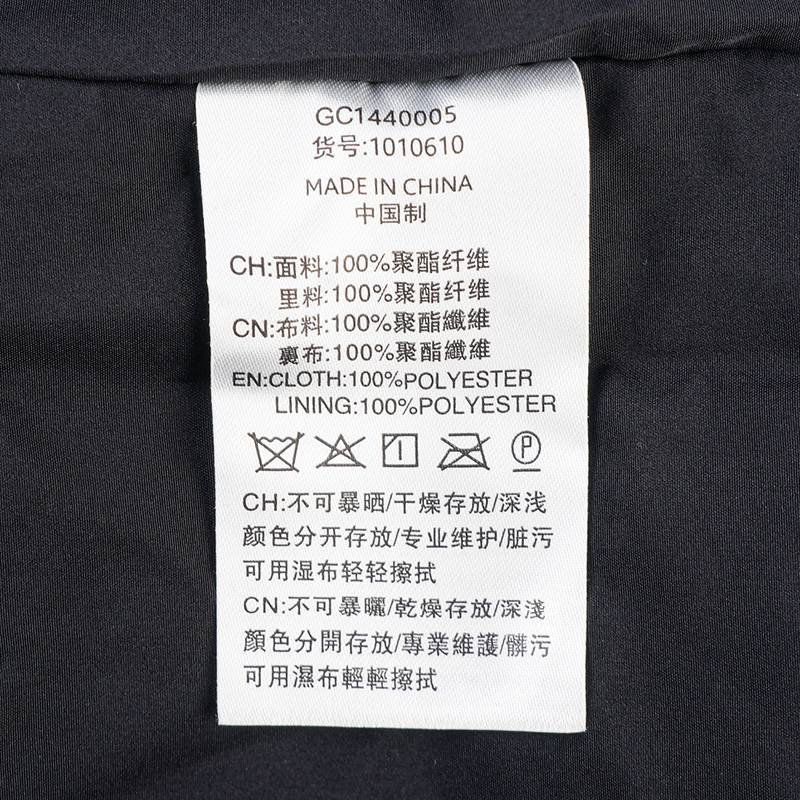 GC1440005
货号:1010610
MADE IN CHINA
中国制
CH:面料:100%聚酯纤维
里料:100%聚酯纤维
CN:布料:100%聚酯纖維
裏布:100%聚酯纖維
EN:CLOTH:100%POLYESTER
LINING:100%POLYESTER
P
CH:不可暴晒/干燥存放/深浅
颜色分开存放/专业维护/脏污
可用湿布轻轻擦拭
CN:不可暴曬/乾燥存放/深淺
顏色分開存放/專業維護/髒污
可用濕布輕輕擦拭